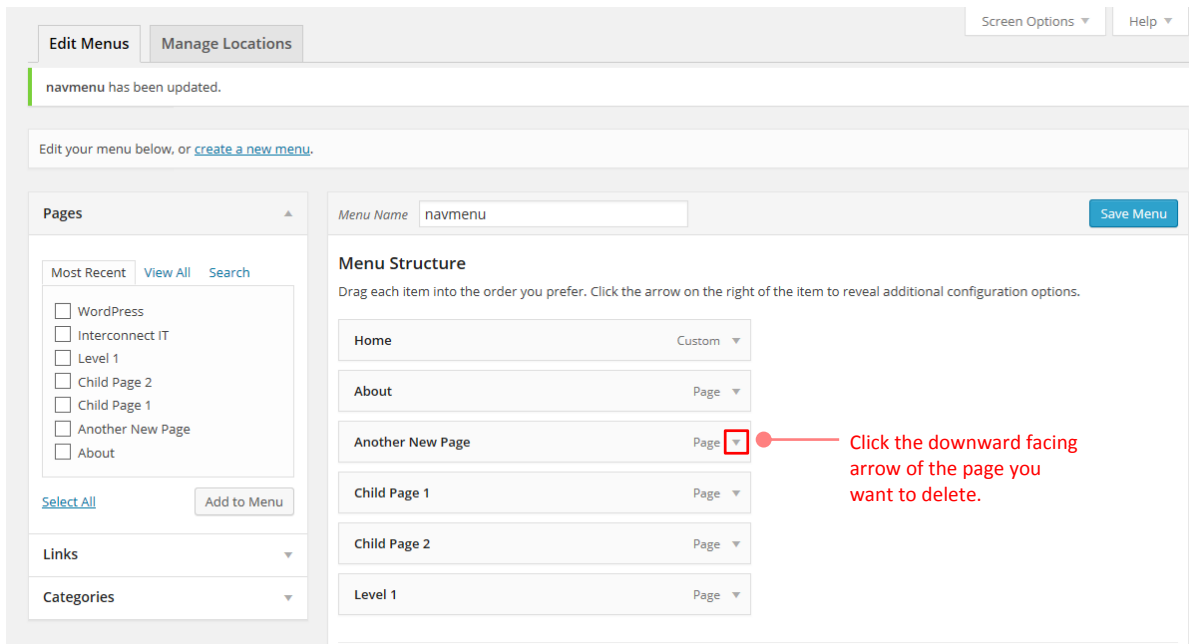 Screen Options
Help
Edit Menus
Manage Locations
navmenu has been updated.
Edit your menu below, or create a new menu.
Pages
Most Recent View All Search
WordPress
Interconnect IT
Level 1
Child Page 2
Child Page 1
Another New Page
About
Select All
Add to Menu
Links
Categories
Menu Name navmenu
Save Menu
Menu Structure
Drag each item into the order you prefer. Click the arrow on the right of the item to reveal additional configuration options.
Home Custom
About Page
Another New Page Page
Click the downward facing
arrow of the page you
want to delete.
Child Page 1 Page
Child Page 2 Page
Level 1 Page